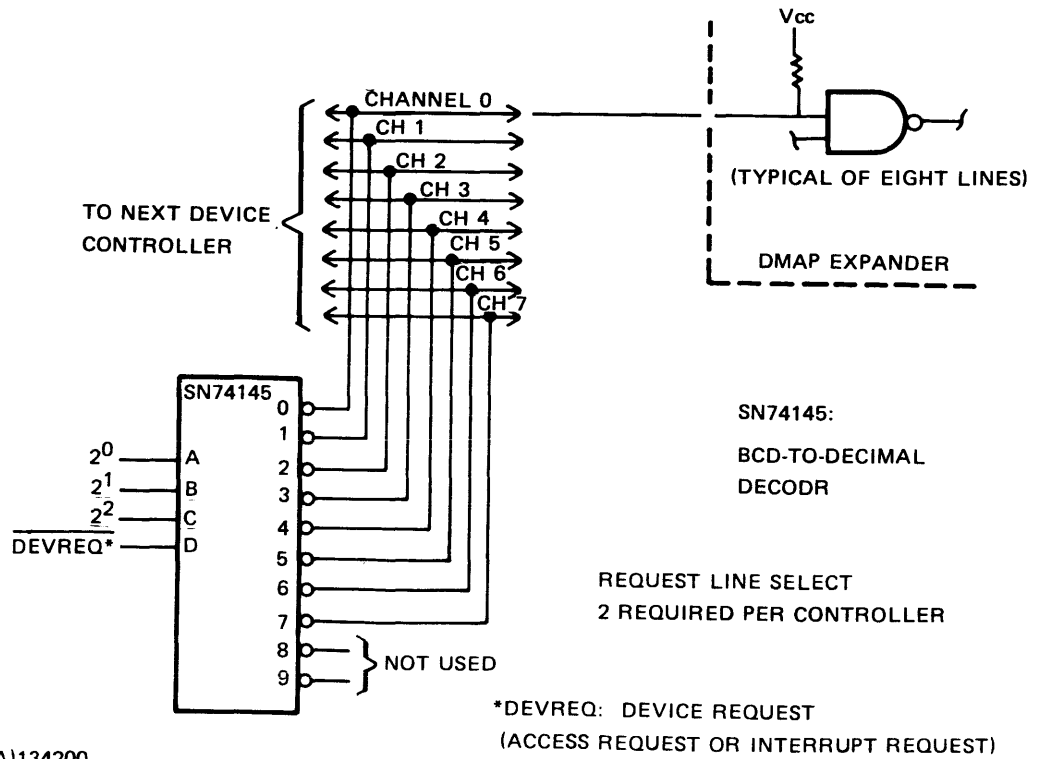 Vcc
CHANNEL 0
CH 1
CH 2
CH 3
CH 4
CH 5
CH 6
CH 7
(TYPICAL OF EIGHT LINES)
TO NEXT DEVICE
CONTROLLER
DMAP EXPANDER
SN74145
0
1
2
3
4
5
6
7
8
9
2⁰ A
2¹ B
2² C
DEVREQ* D
NOT USED
SN74145:
BCD-TO-DECIMAL
DECODR
REQUEST LINE SELECT
2 REQUIRED PER CONTROLLER
*DEVREQ: DEVICE REQUEST
(ACCESS REQUEST OR INTERRUPT REQUEST)
A)134200